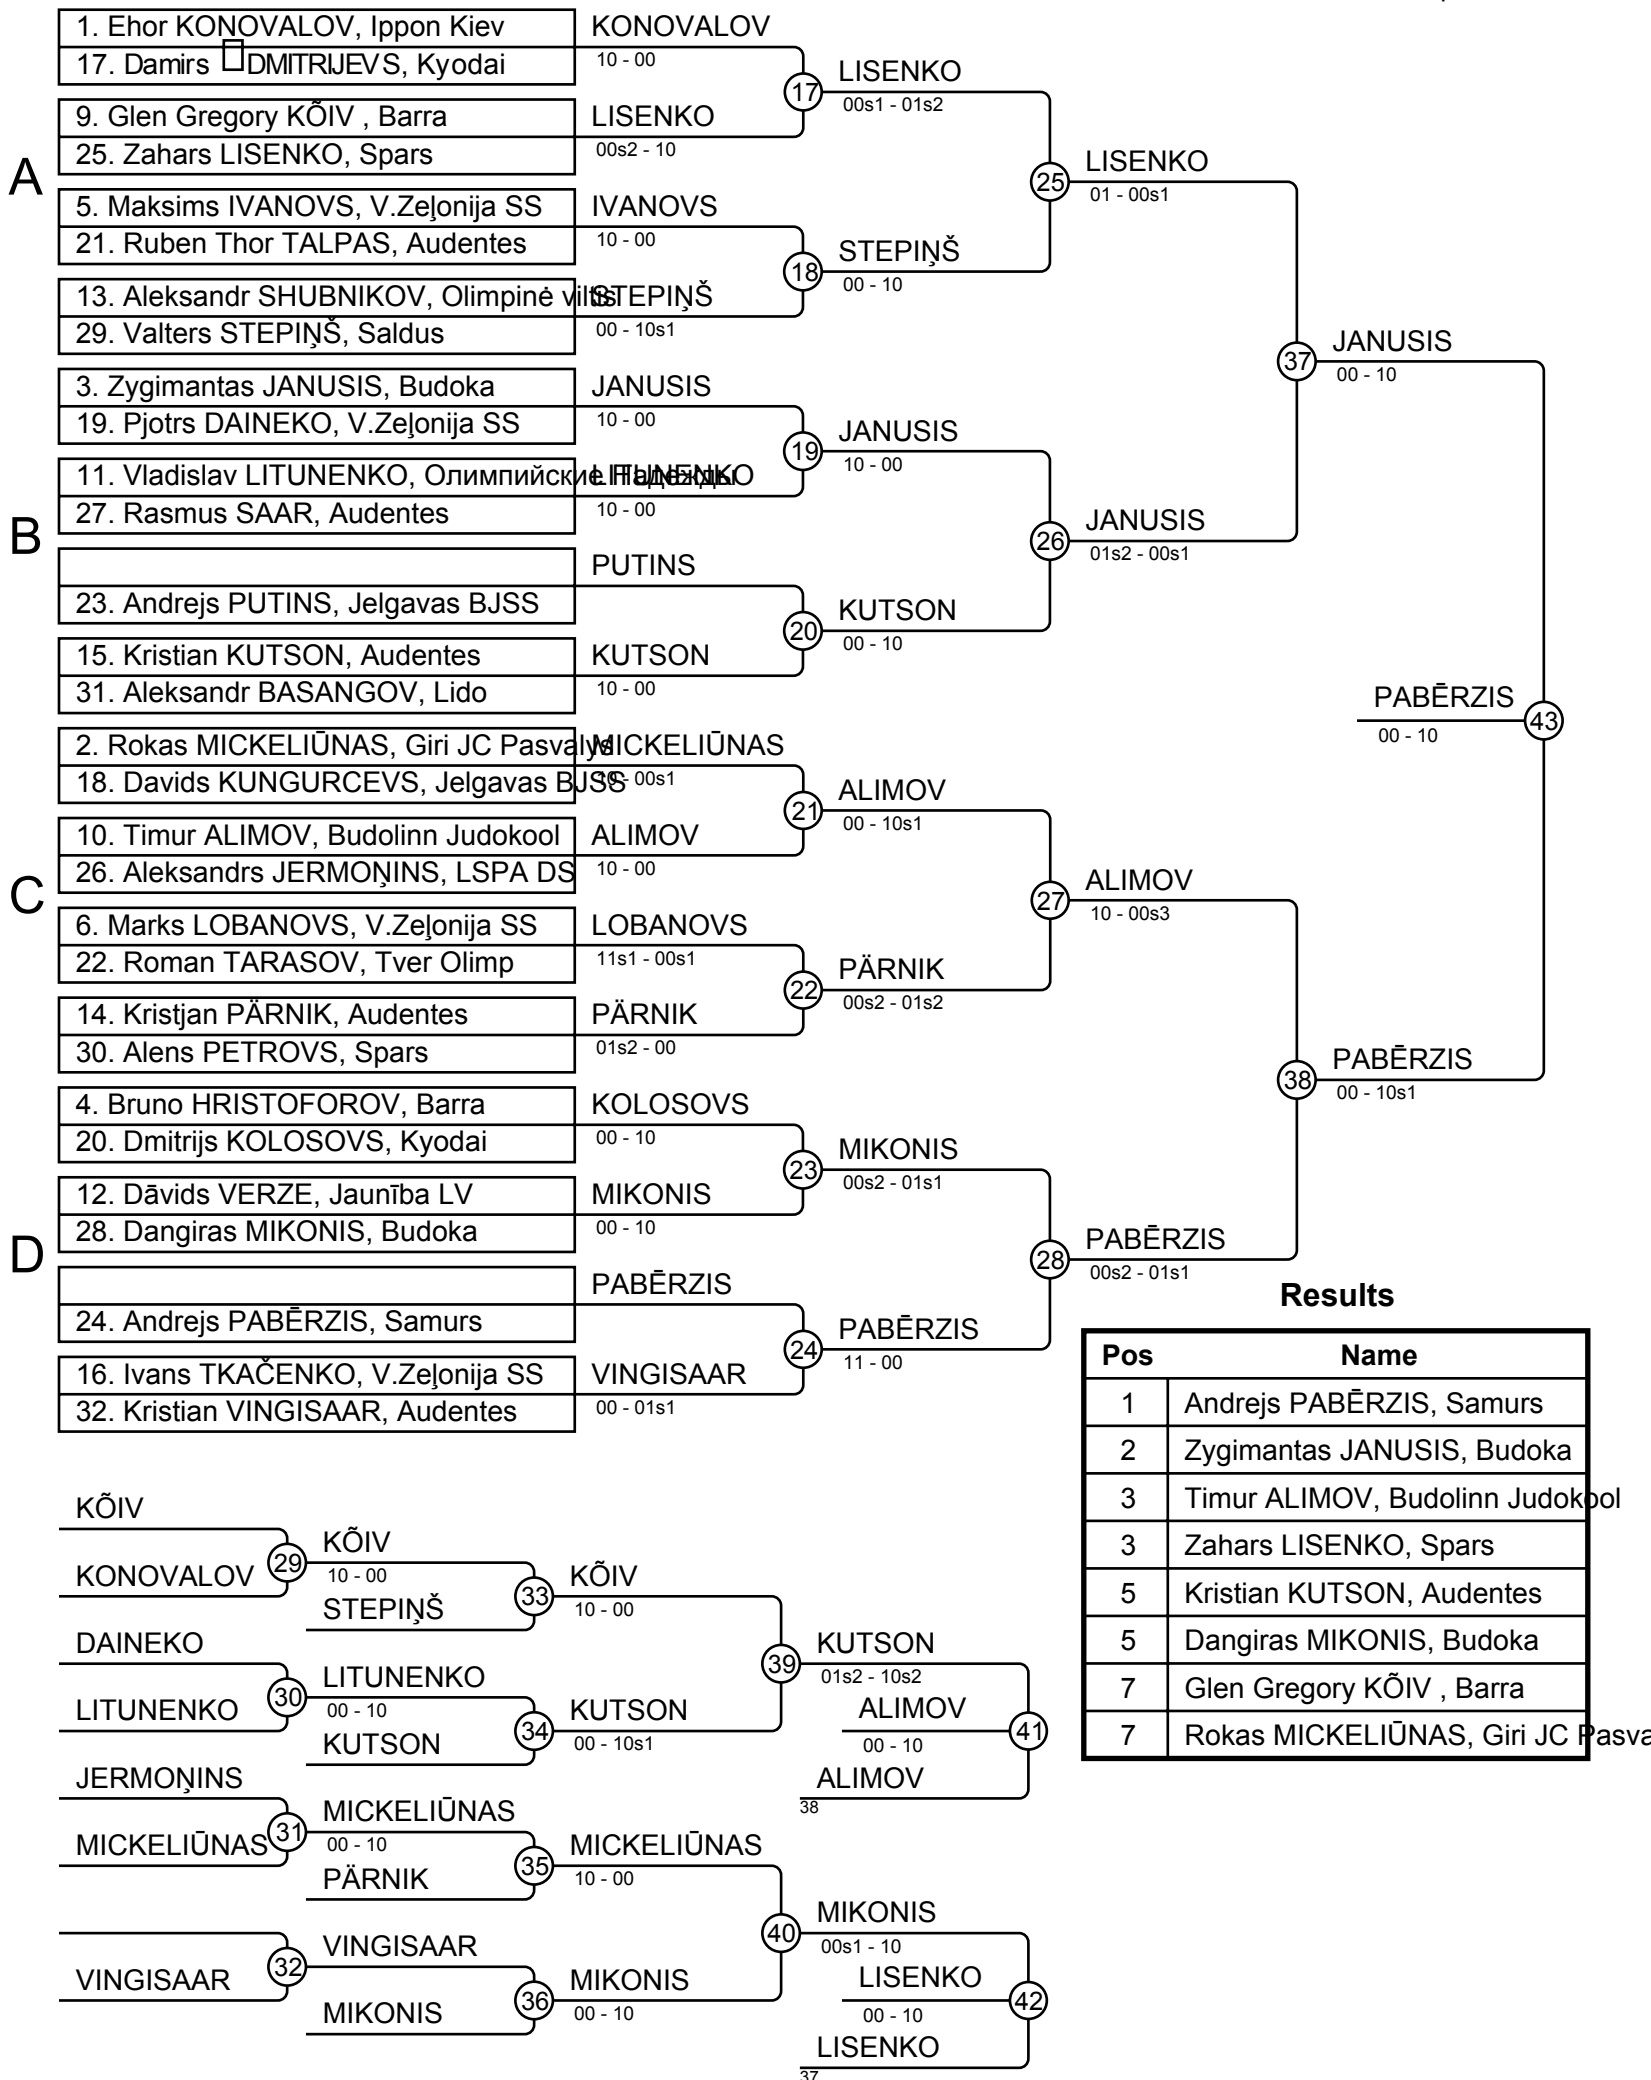 1. Ehor KONOVALOV, Ippon Kiev
17. Damirs DMITRIJEVS, Kyodai
KONOVALOV
10 - 00
A
9. Glen Gregory KÕIV , Barra
25. Zahars LISENKO, Spars
LISENKO
00s2 - 10
17
LISENKO
00s1 - 01s2
5. Maksims IVANOVS, V.Zeļonija SS
21. Ruben Thor TALPAS, Audentes
IVANOVS
10 - 00
13. Aleksandr SHUBNIKOV, Olimpinė viltis
29. Valters STEPIŅŠ, Saldus
STEPIŅŠ
00 - 10s1
18
STEPIŅŠ
00 - 10
25
LISENKO
01 - 00s1
B
3. Zygimantas JANUSIS, Budoka
19. Pjotrs DAINEKO, V.Zeļonija SS
JANUSIS
10 - 00
11. Vladislav LITUNENKO, Олимпийские Надежды
27. Rasmus SAAR, Audentes
LITUNENKO
10 - 00
19
JANUSIS
10 - 00
23. Andrejs PUTINS, Jelgavas BJSS
PUTINS
15. Kristian KUTSON, Audentes
31. Aleksandr BASANGOV, Lido
KUTSON
10 - 00
20
KUTSON
00 - 10
26
JANUSIS
01s2 - 00s1
37
JANUSIS
00 - 10
C
2. Rokas MICKELIŪNAS, Giri JC Pasvalys
18. Davids KUNGURCEVS, Jelgavas BJSS
MICKELIŪNAS
10 - 00s1
10. Timur ALIMOV, Budolinn Judokool
26. Aleksandrs JERMOŅINS, LSPA DS
ALIMOV
10 - 00
21
ALIMOV
00 - 10s1
6. Marks LOBANOVS, V.Zeļonija SS
22. Roman TARASOV, Tver Olimp
LOBANOVS
11s1 - 00s1
14. Kristjan PÄRNIK, Audentes
30. Alens PETROVS, Spars
PÄRNIK
01s2 - 00
22
PÄRNIK
00s2 - 01s2
27
ALIMOV
10 - 00s3
D
4. Bruno HRISTOFOROV, Barra
20. Dmitrijs KOLOSOVS, Kyodai
KOLOSOVS
00 - 10
12. Dāvids VERZE, Jaunība LV
28. Dangiras MIKONIS, Budoka
MIKONIS
00 - 10
23
MIKONIS
00s2 - 01s1
24. Andrejs PABĒRZIS, Samurs
PABĒRZIS
16. Ivans TKAČENKO, V.Zeļonija SS
32. Kristian VINGISAAR, Audentes
VINGISAAR
00 - 01s1
24
PABĒRZIS
11 - 00
28
PABĒRZIS
00s2 - 01s1
38
PABĒRZIS
00 - 10s1
PABĒRZIS
00 - 10
43
Results
Pos Name
1 Andrejs PABĒRZIS, Samurs
2 Zygimantas JANUSIS, Budoka
3 Timur ALIMOV, Budolinn Judokool
3 Zahars LISENKO, Spars
5 Kristian KUTSON, Audentes
5 Dangiras MIKONIS, Budoka
7 Glen Gregory KÕIV , Barra
7 Rokas MICKELIŪNAS, Giri JC Pasva
KÕIV
KONOVALOV
29
KÕIV
10 - 00
STEPIŅŠ
33
KÕIV
10 - 00
DAINEKO
LITUNENKO
30
LITUNENKO
00 - 10
KUTSON
34
KUTSON
00 - 10s1
39
KUTSON
01s2 - 10s2
ALIMOV
00 - 10
41
ALIMOV
38
JERMOŅINS
MICKELIŪNAS
31
MICKELIŪNAS
00 - 10
PÄRNIK
35
MICKELIŪNAS
10 - 00
VINGISAAR
32
VINGISAAR
MIKONIS
36
MIKONIS
00 - 10
40
MIKONIS
00s1 - 10
LISENKO
00 - 10
42
LISENKO
37